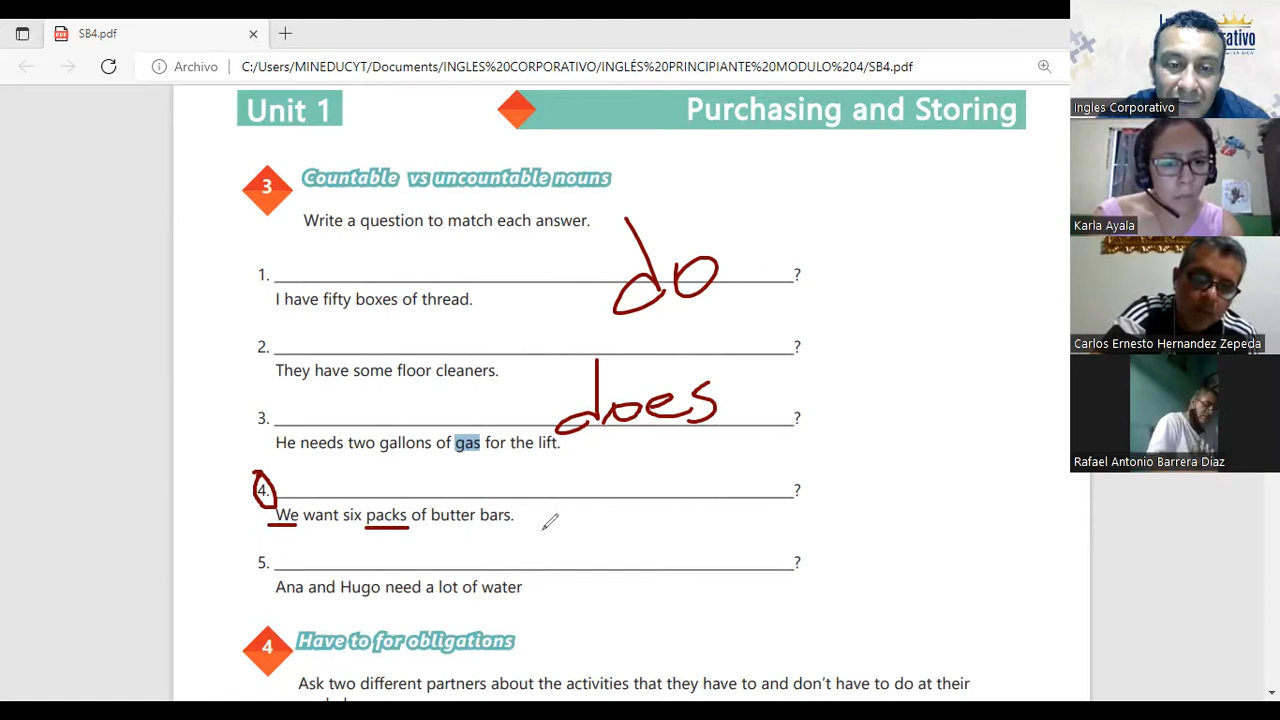 SB4.pdf
Archivo
C:/Users/MINEDUCYT/Documents/INGLES%20CORPORATIVO/INGLÉS%20PRINCIPIANTE%20MODULO%204/SB4.pdf
Unit 1
Purchasing and Storing
3
Countable vs uncountable nouns
Write a question to match each answer.
do
1. ?
I have fifty boxes of thread.
2. ?
They have some floor cleaners.
does
3. ?
He needs two gallons of gas for the lift.
4. ?
We want six packs of butter bars.
5. ?
Ana and Hugo need a lot of water
4
Have to for obligations
Ask two different partners about the activities that they have to and don't have to do at their
Ingles Corporativo
Karla Ayala
Carlos Ernesto Hernandez Zepeda
Rafael Antonio Barrera Diaz